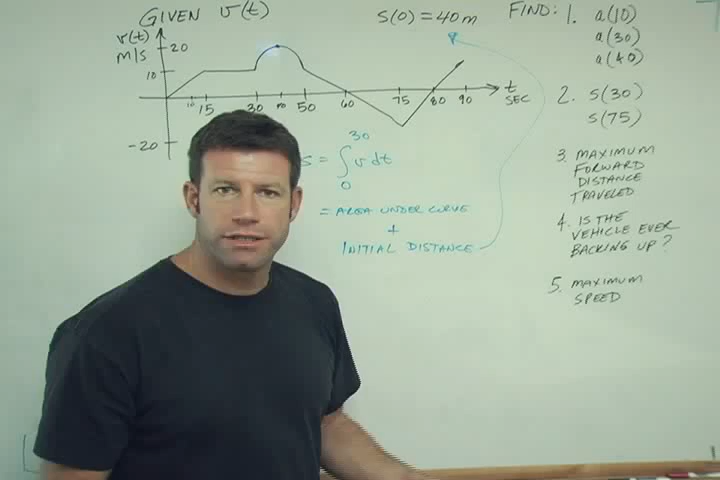 GIVEN v(t)
v(t)
m/s
20
10
-20
10 15 30 40 50 60 75 80 90
t
SEC
s(0) = 40 m
s = ∫ v dt
30
0
= AREA UNDER CURVE
+
INITIAL DISTANCE
FIND: 1. a(10)
a(30)
a(40)
2. s(30)
s(75)
3. MAXIMUM
FORWARD
DISTANCE
TRAVELED
4. IS THE
VEHICLE EVER
BACKING UP?
5. MAXIMUM
SPEED